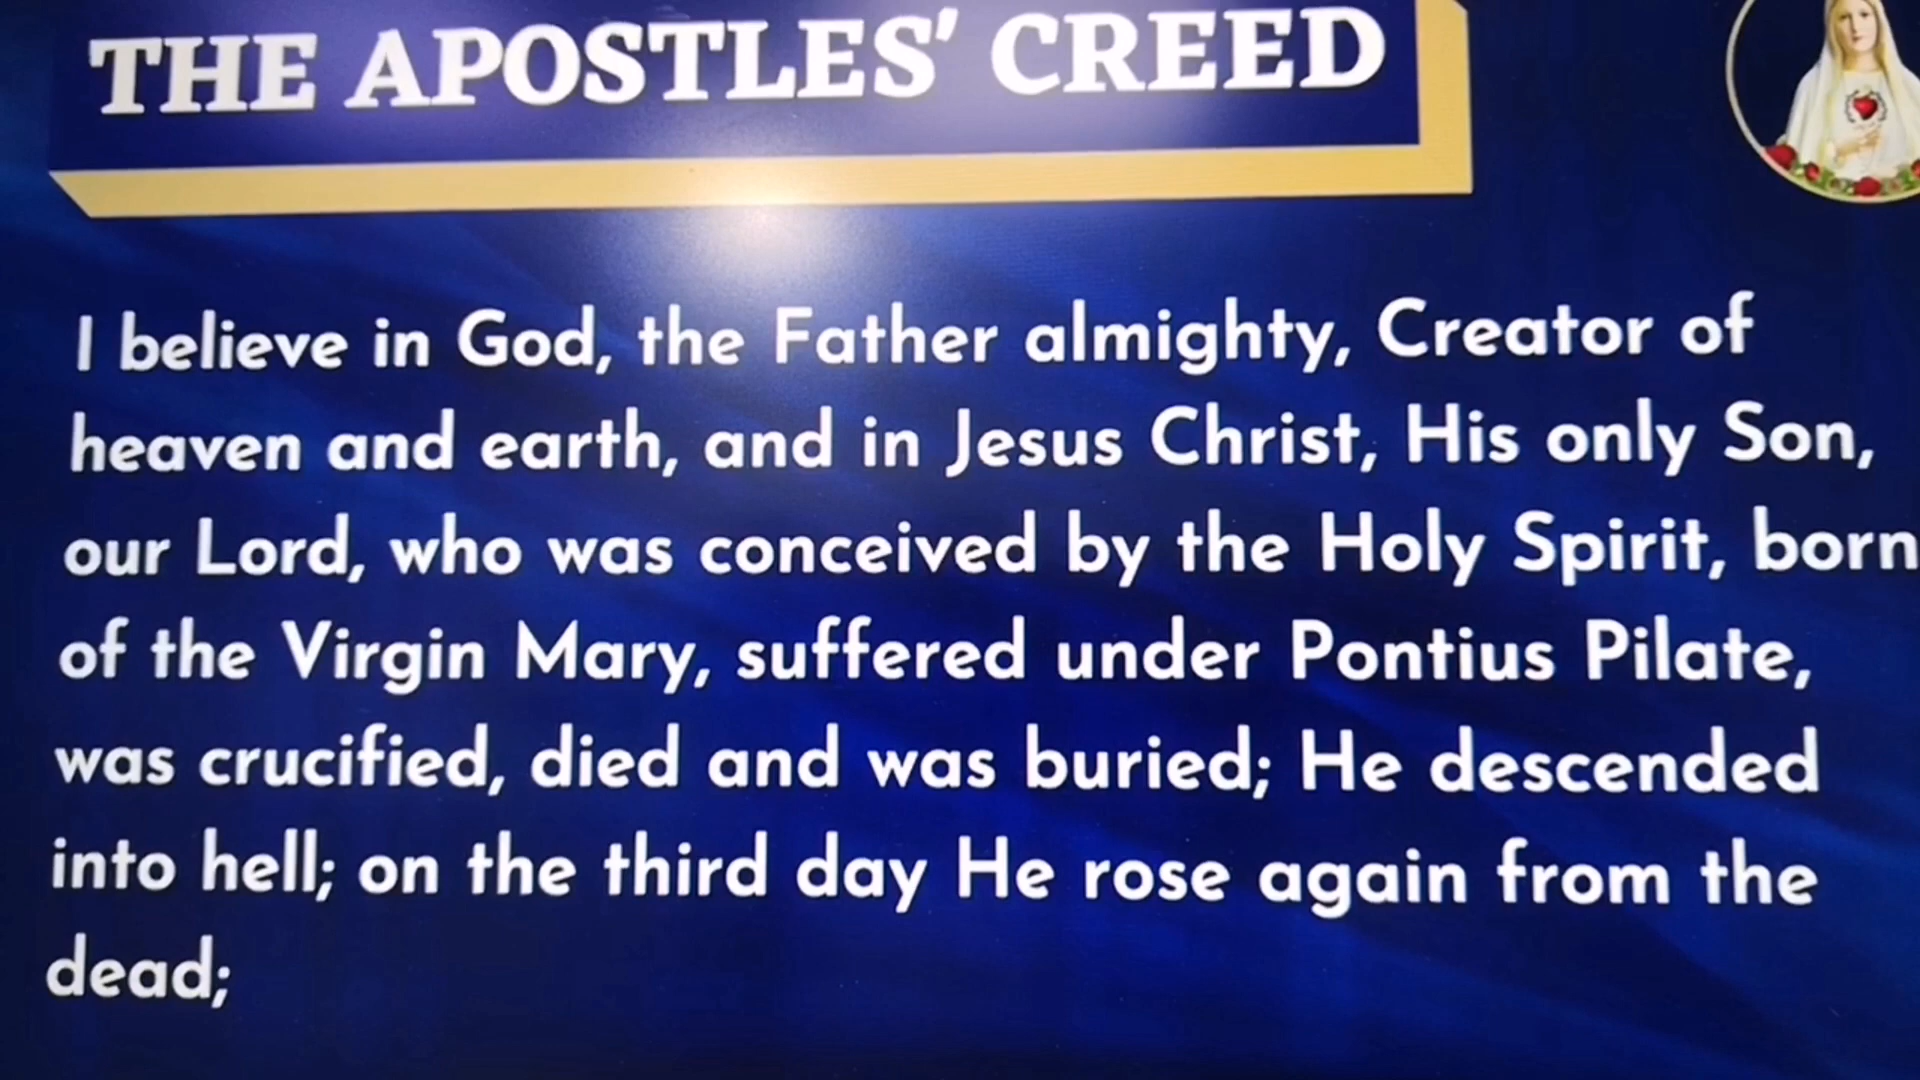 THE APOSTLES' CREED
I believe in God, the Father almighty, Creator of
heaven and earth, and in Jesus Christ, His only Son,
our Lord, who was conceived by the Holy Spirit, born
of the Virgin Mary, suffered under Pontius Pilate,
was crucified, died and was buried; He descended
into hell; on the third day He rose again from the
dead;